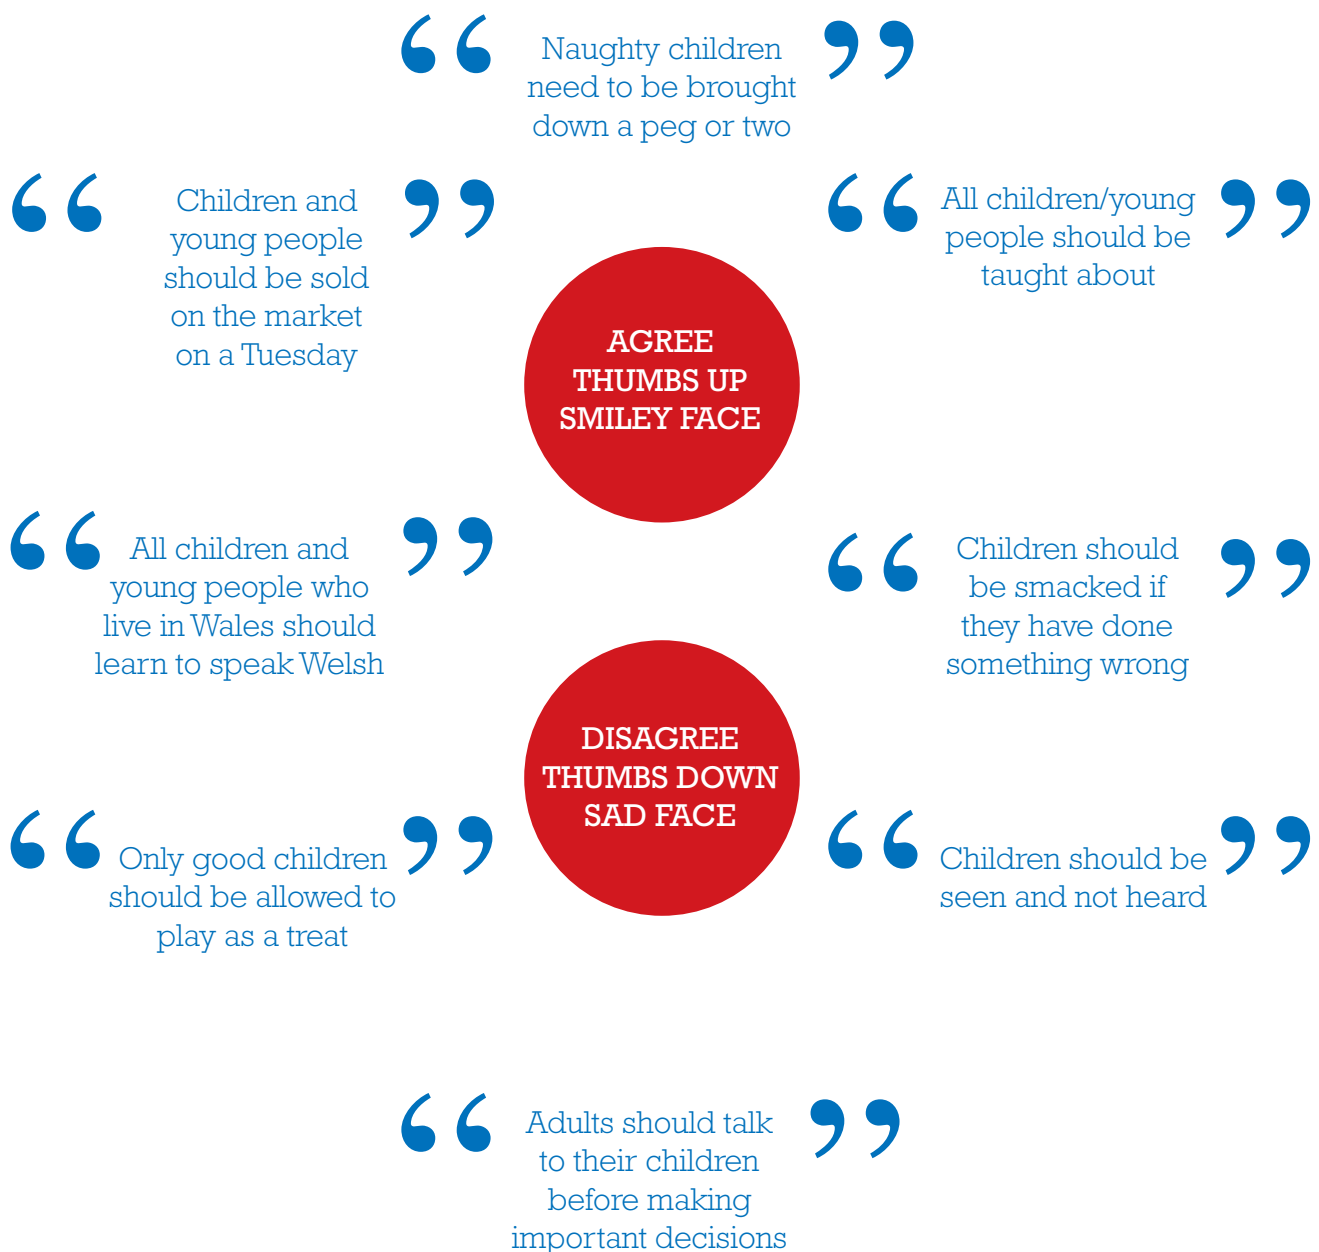 Naughty children
need to be brought
down a peg or two
Children and
young people
should be sold
on the market
on a Tuesday
All children/young
people should be
taught about
AGREE
THUMBS UP
SMILEY FACE
All children and
young people who
live in Wales should
learn to speak Welsh
Children should
be smacked if
they have done
something wrong
DISAGREE
THUMBS DOWN
SAD FACE
Only good children
should be allowed to
play as a treat
Children should be
seen and not heard
Adults should talk
to their children
before making
important decisions